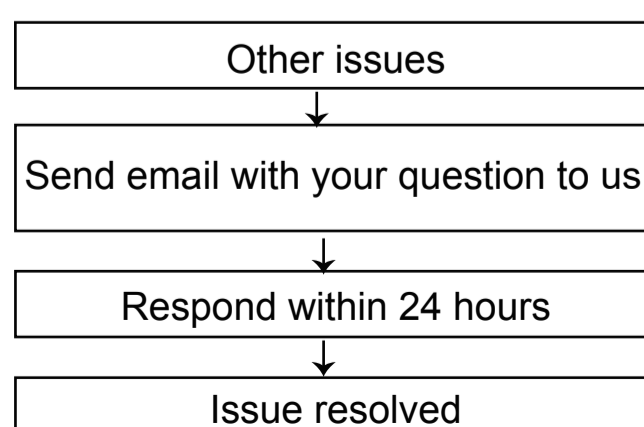 Other issues
Send email with your question to us
Respond within 24 hours
Issue resolved